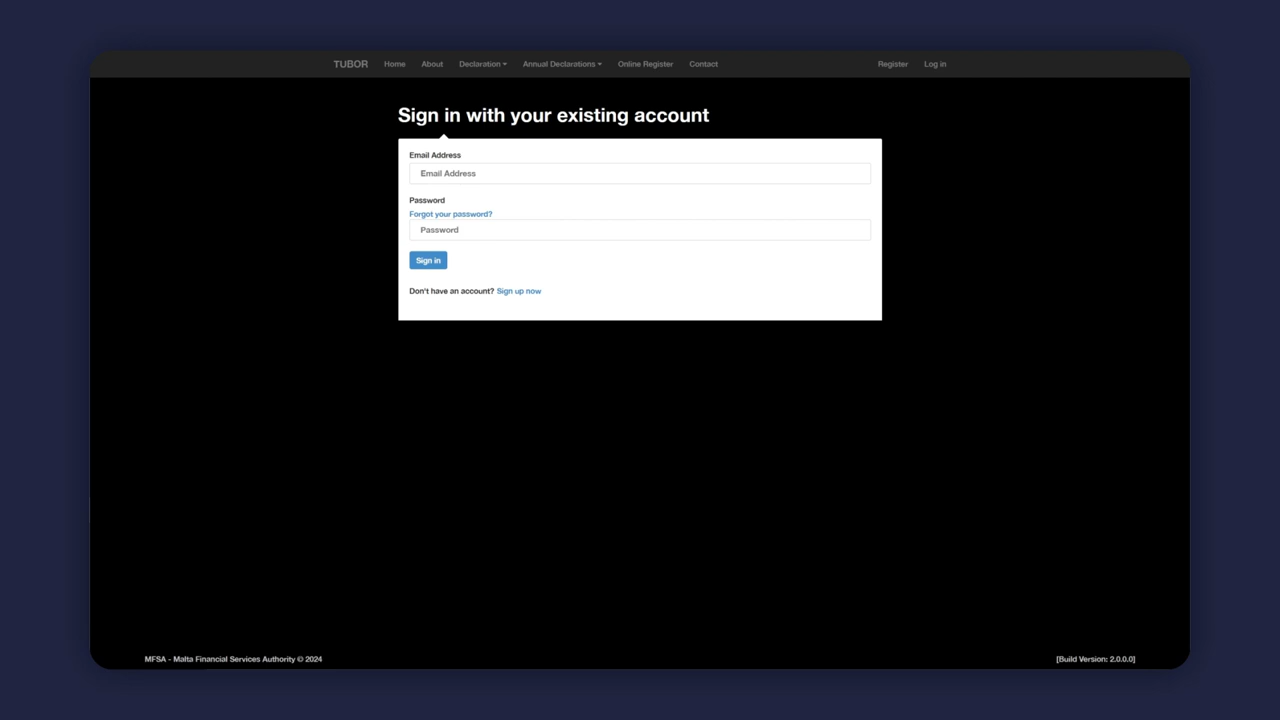 TUBOR Home About Declaration Annual Declarations Online Register Contact Register Log in
Sign in with your existing account
Email Address
Email Address
Password
Forgot your password?
Password
Sign in
Don't have an account? Sign up now
MFSA - Malta Financial Services Authority © 2024 [Build Version: 2.0.0.0]